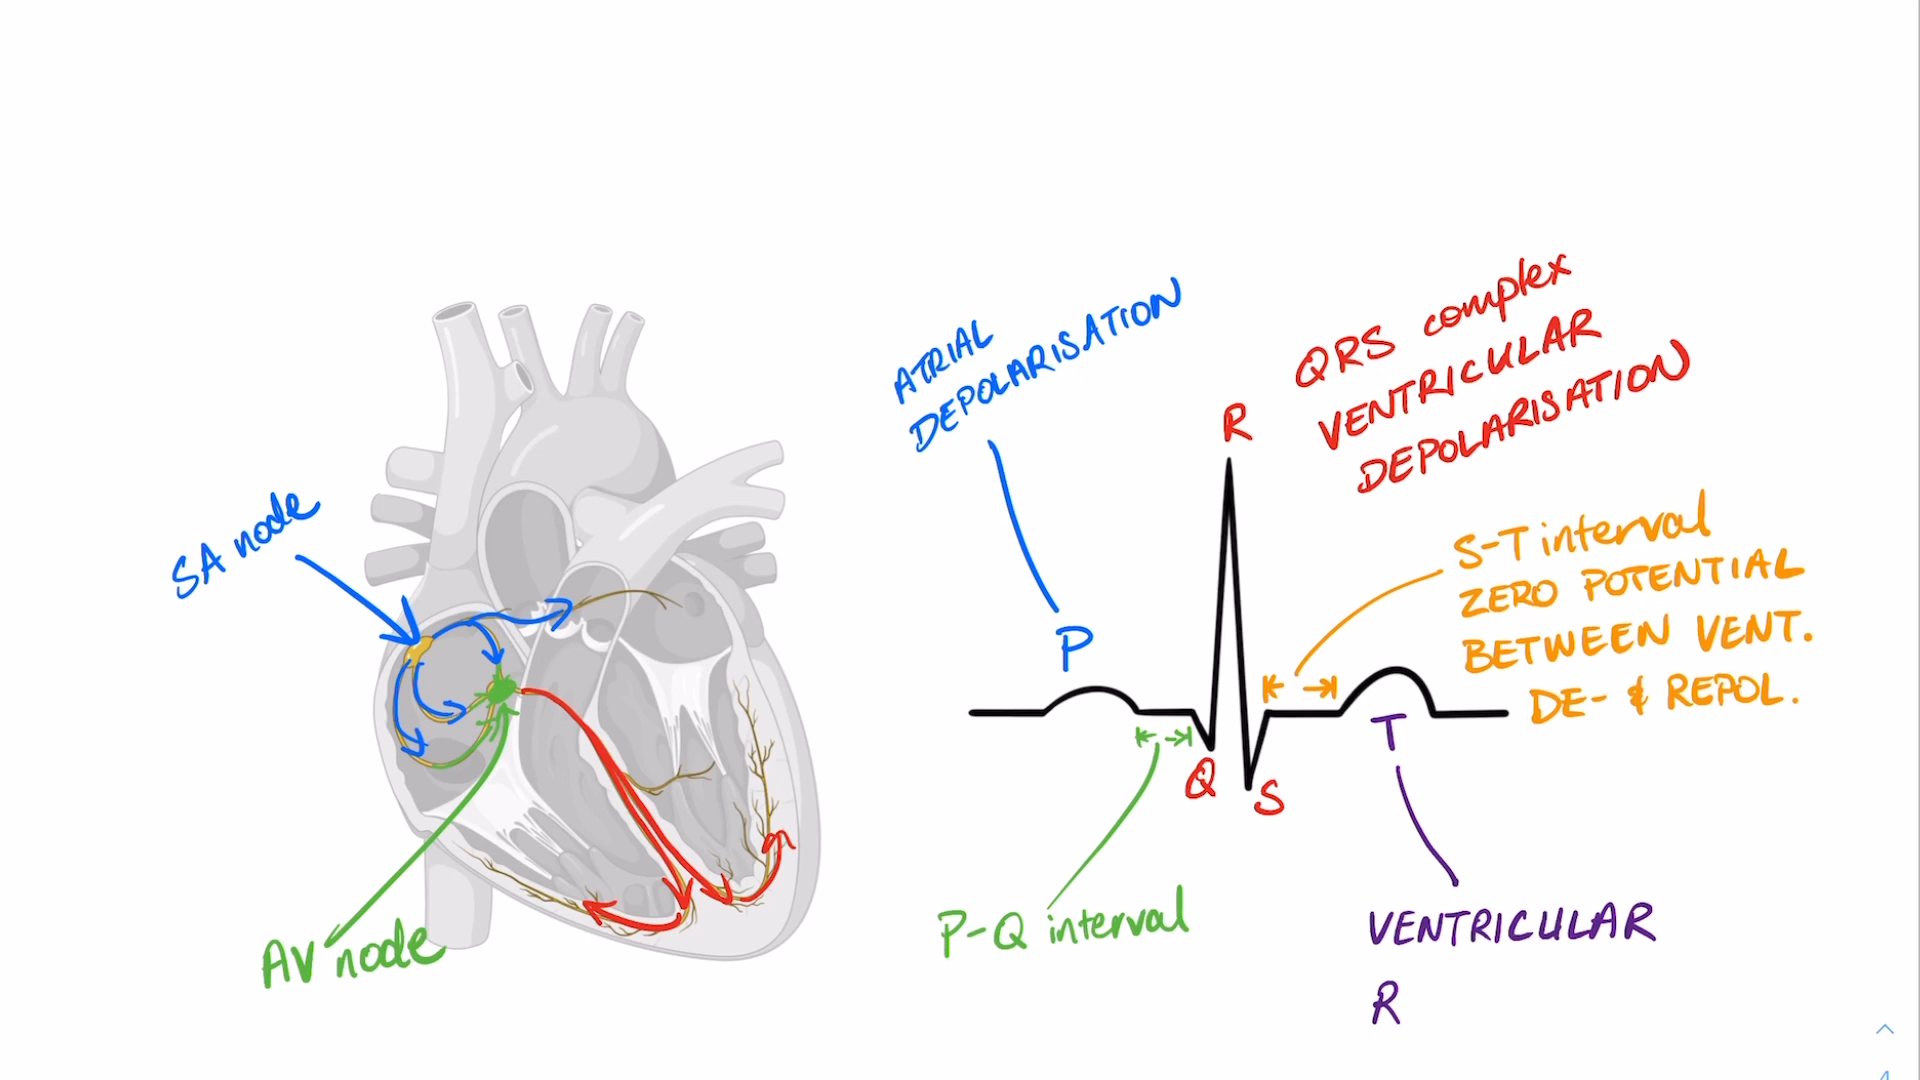 SA node
AV node
ATRIAL
DEPOLARISATION
P
P-Q interval
Q
R
S
QRS complex
VENTRICULAR
DEPOLARISATION
S-T interval
ZERO POTENTIAL
BETWEEN VENT.
DE- & REPOL.
T
VENTRICULAR
R